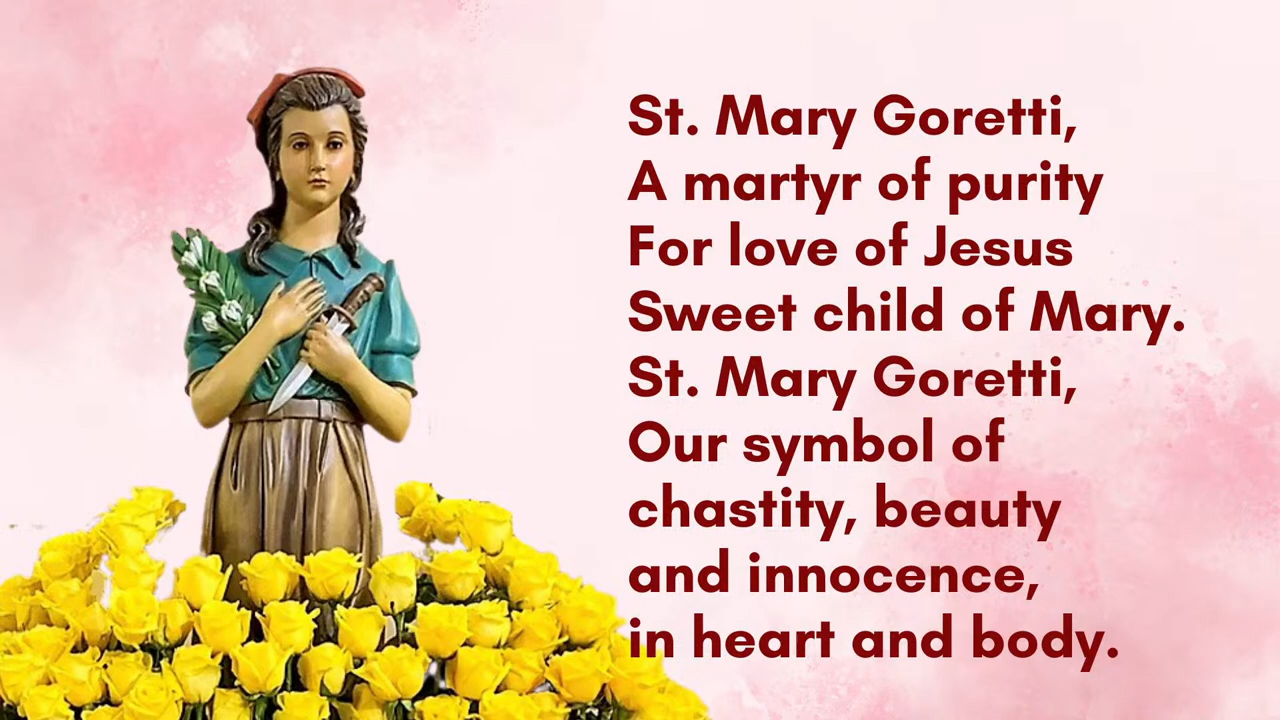 St. Mary Goretti,
A martyr of purity
For love of Jesus
Sweet child of Mary.
St. Mary Goretti,
Our symbol of
chastity, beauty
and innocence,
in heart and body.